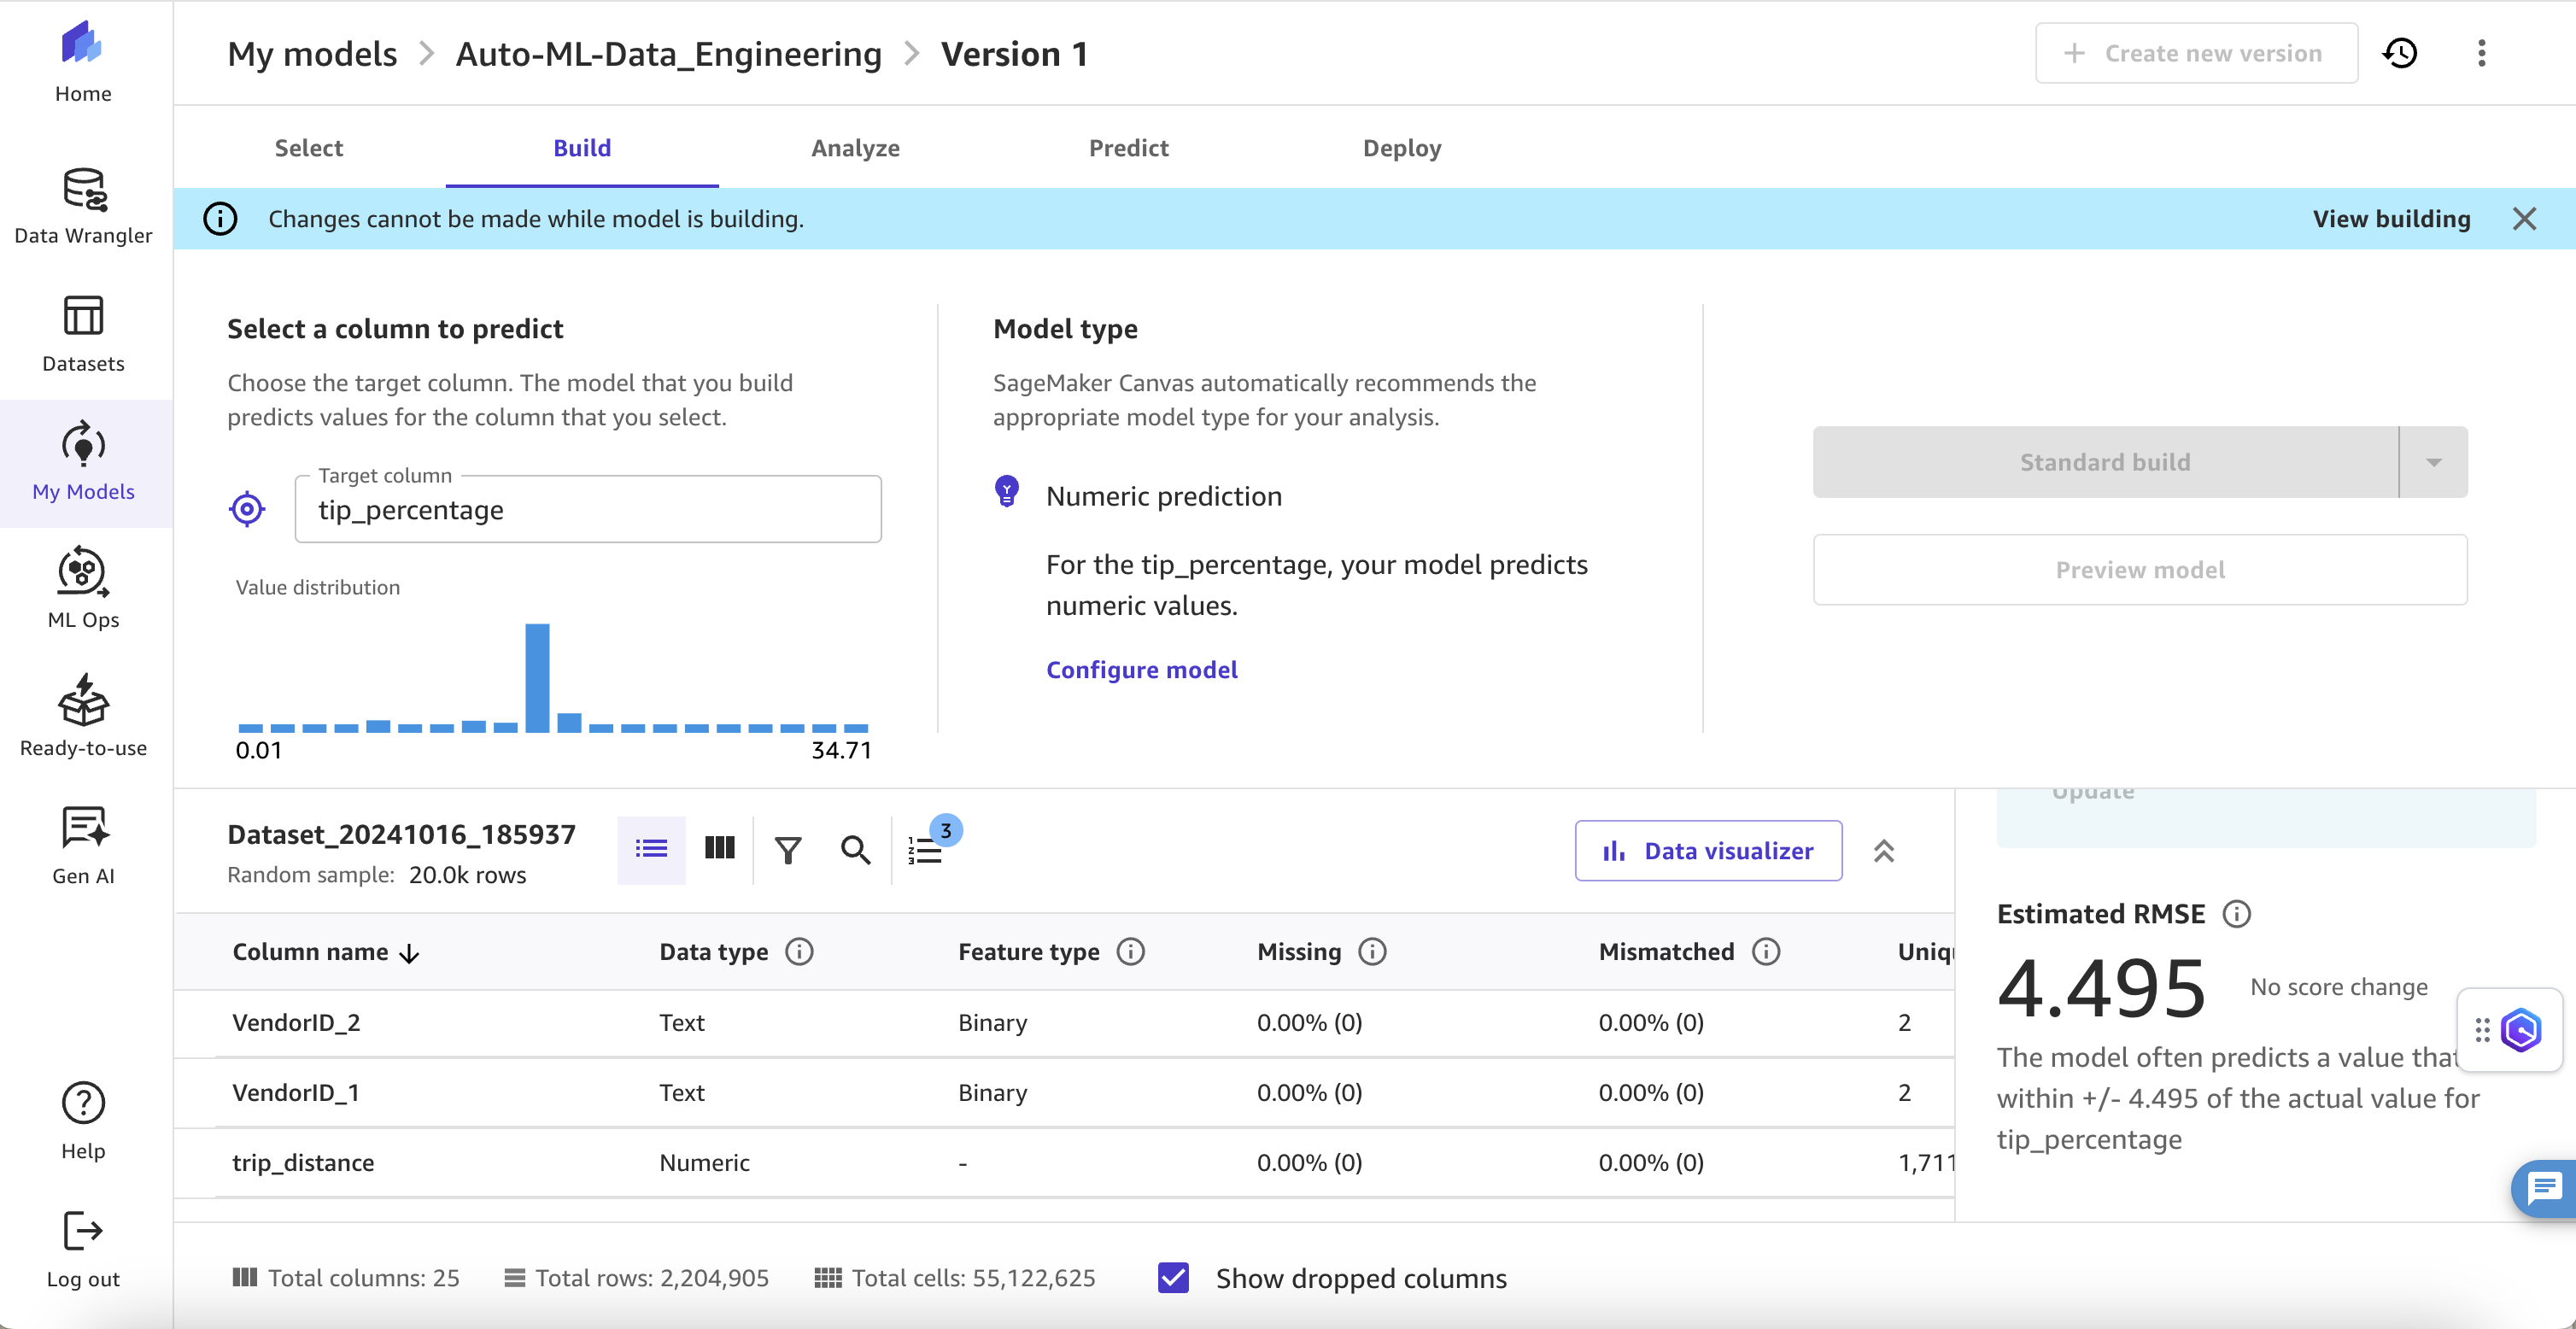 Home
Data Wrangler
Datasets
My Models
ML Ops
Ready-to-use
Gen AI
Help
Log out
My models > Auto-ML-Data_Engineering > Version 1
+ Create new version
Select Build Analyze Predict Deploy
Changes cannot be made while model is building.
View building
Select a column to predict
Choose the target column. The model that you build
predicts values for the column that you select.
Target column
tip_percentage
Value distribution
0.01 34.71
Model type
SageMaker Canvas automatically recommends the
appropriate model type for your analysis.
Numeric prediction
For the tip_percentage, your model predicts
numeric values.
Configure model
Standard build
Preview model
Dataset_20241016_185937
Random sample: 20.0k rows
3
Data visualizer
Column name Data type Feature type Missing Mismatched Uniqu
VendorID_2 Text Binary 0.00% (0) 0.00% (0) 2
VendorID_1 Text Binary 0.00% (0) 0.00% (0) 2
trip_distance Numeric - 0.00% (0) 0.00% (0) 1,711
Update
Estimated RMSE
4.495 No score change
The model often predicts a value that
within +/- 4.495 of the actual value for
tip_percentage
Total columns: 25 Total rows: 2,204,905 Total cells: 55,122,625 Show dropped columns